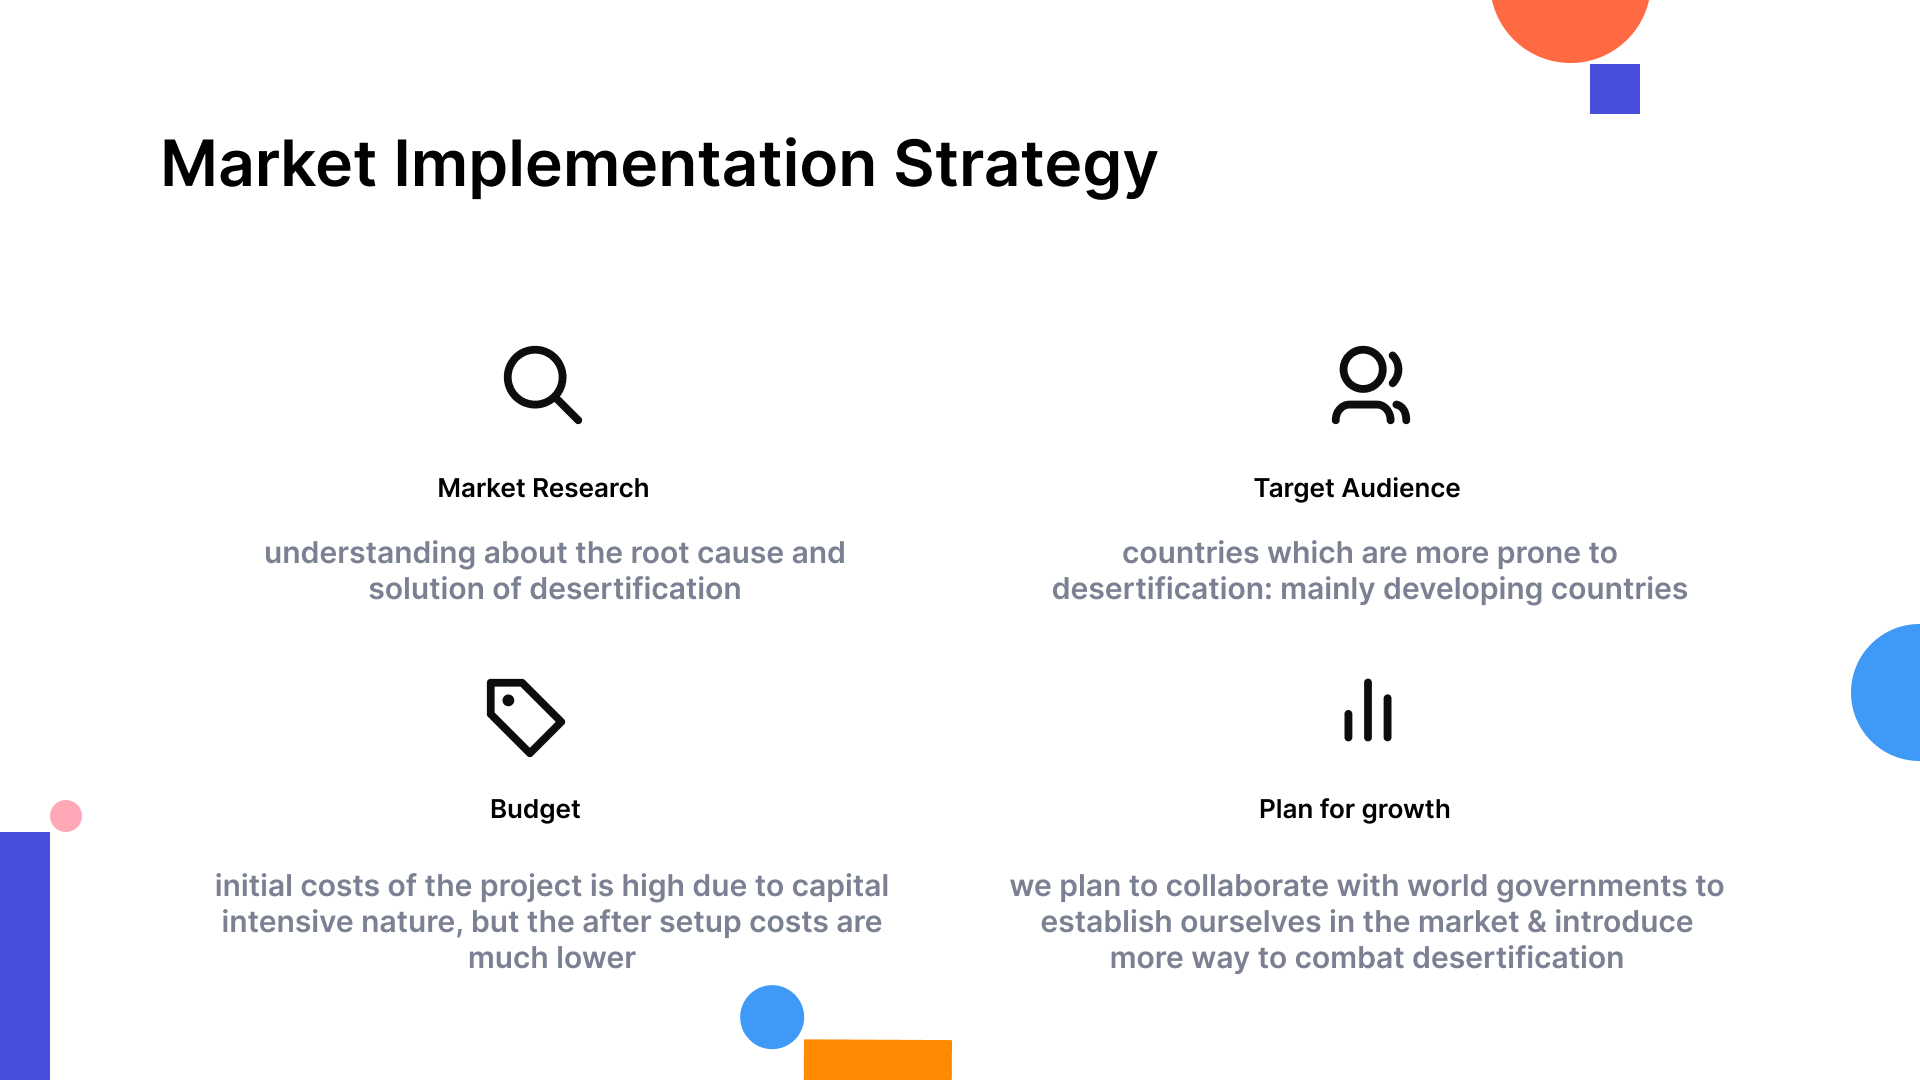 Market Implementation Strategy
Market Research
understanding about the root cause and
solution of desertification
Target Audience
countries which are more prone to
desertification: mainly developing countries
Budget
initial costs of the project is high due to capital
intensive nature, but the after setup costs are
much lower
Plan for growth
we plan to collaborate with world governments to
establish ourselves in the market & introduce
more way to combat desertification